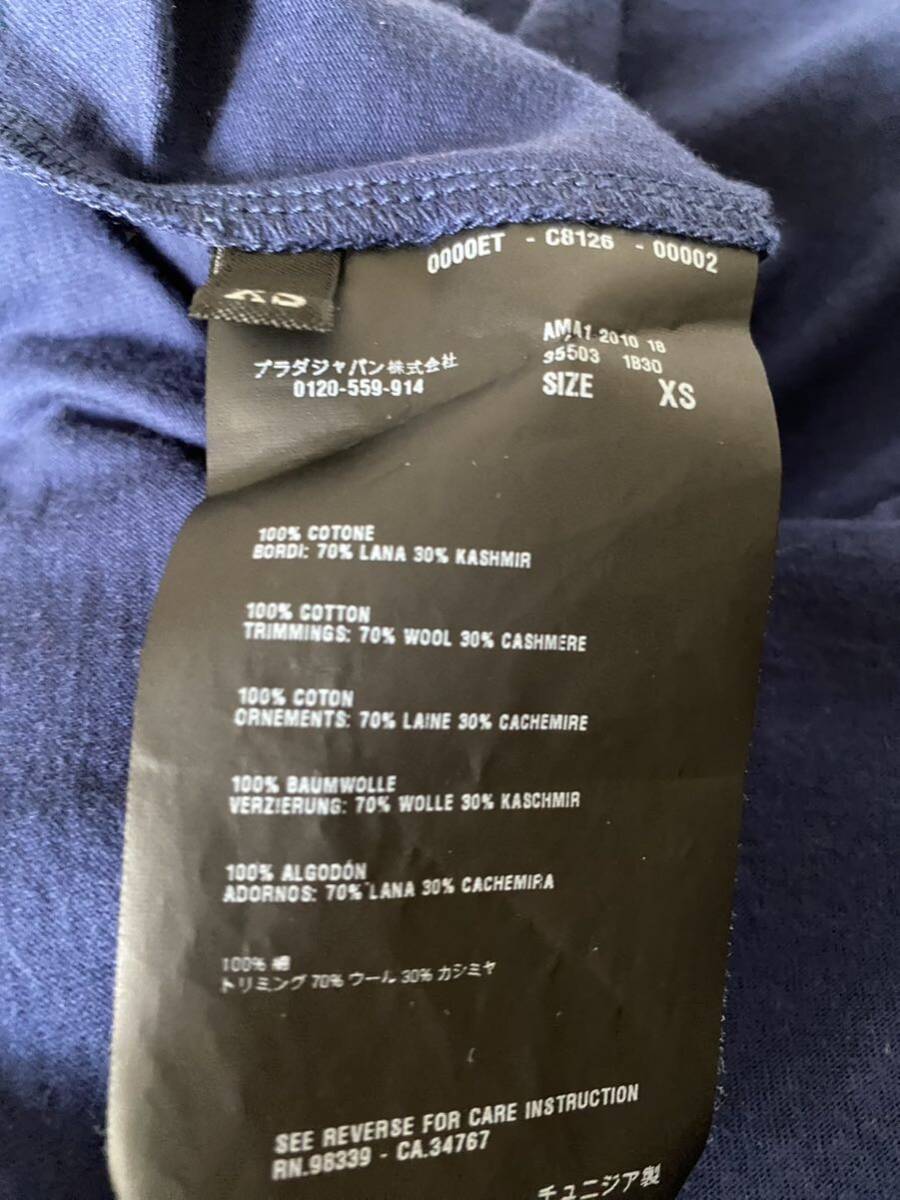 0000ET - C8126 - 00002
XS
AMA1 2010 18
プラダジャパン株式会社
35503 1B30
0120-559-914
SIZE XS
100% COTONE
BORDI: 70% LANA 30% KASHMIR
100% COTTON
TRIMMINGS: 70% WOOL 30% CASHMERE
100% COTON
ORNEMENTS: 70% LAINE 30% CACHEMIRE
100% BAUMWOLLE
VERZIERUNG: 70% WOLLE 30% KASCHMIR
100% ALGODÓN
ADORNOS: 70% LANA 30% CACHEMIRA
100% 綿
トリミング 70% ウール 30% カシミヤ
SEE REVERSE FOR CARE INSTRUCTION
RN.98339 - CA.34767
チュニジア製